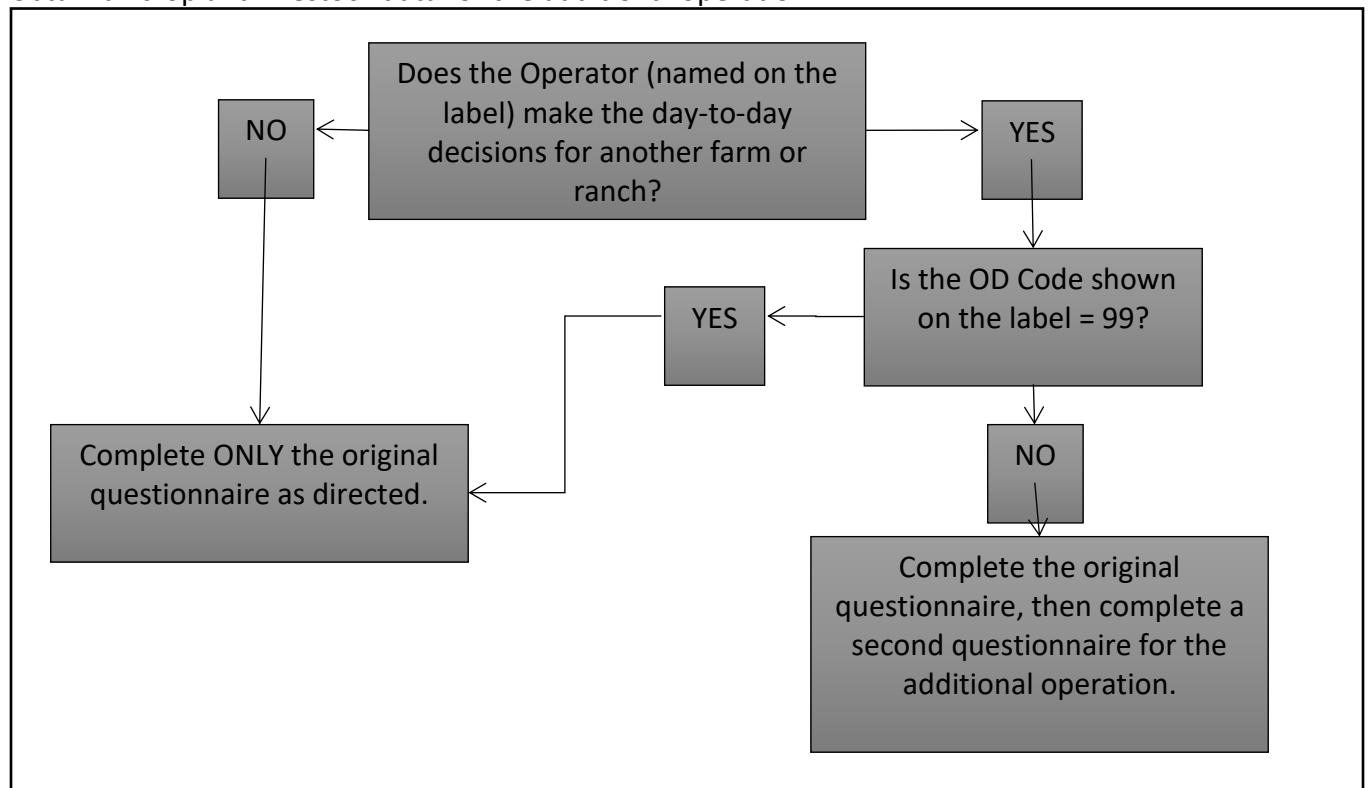 Does the Operator (named on the
label) make the day-to-day
decisions for another farm or
ranch?
NO
YES
Is the OD Code shown
on the label = 99?
YES
Complete ONLY the original
questionnaire as directed.
NO
Complete the original
questionnaire, then complete a
second questionnaire for the
additional operation.